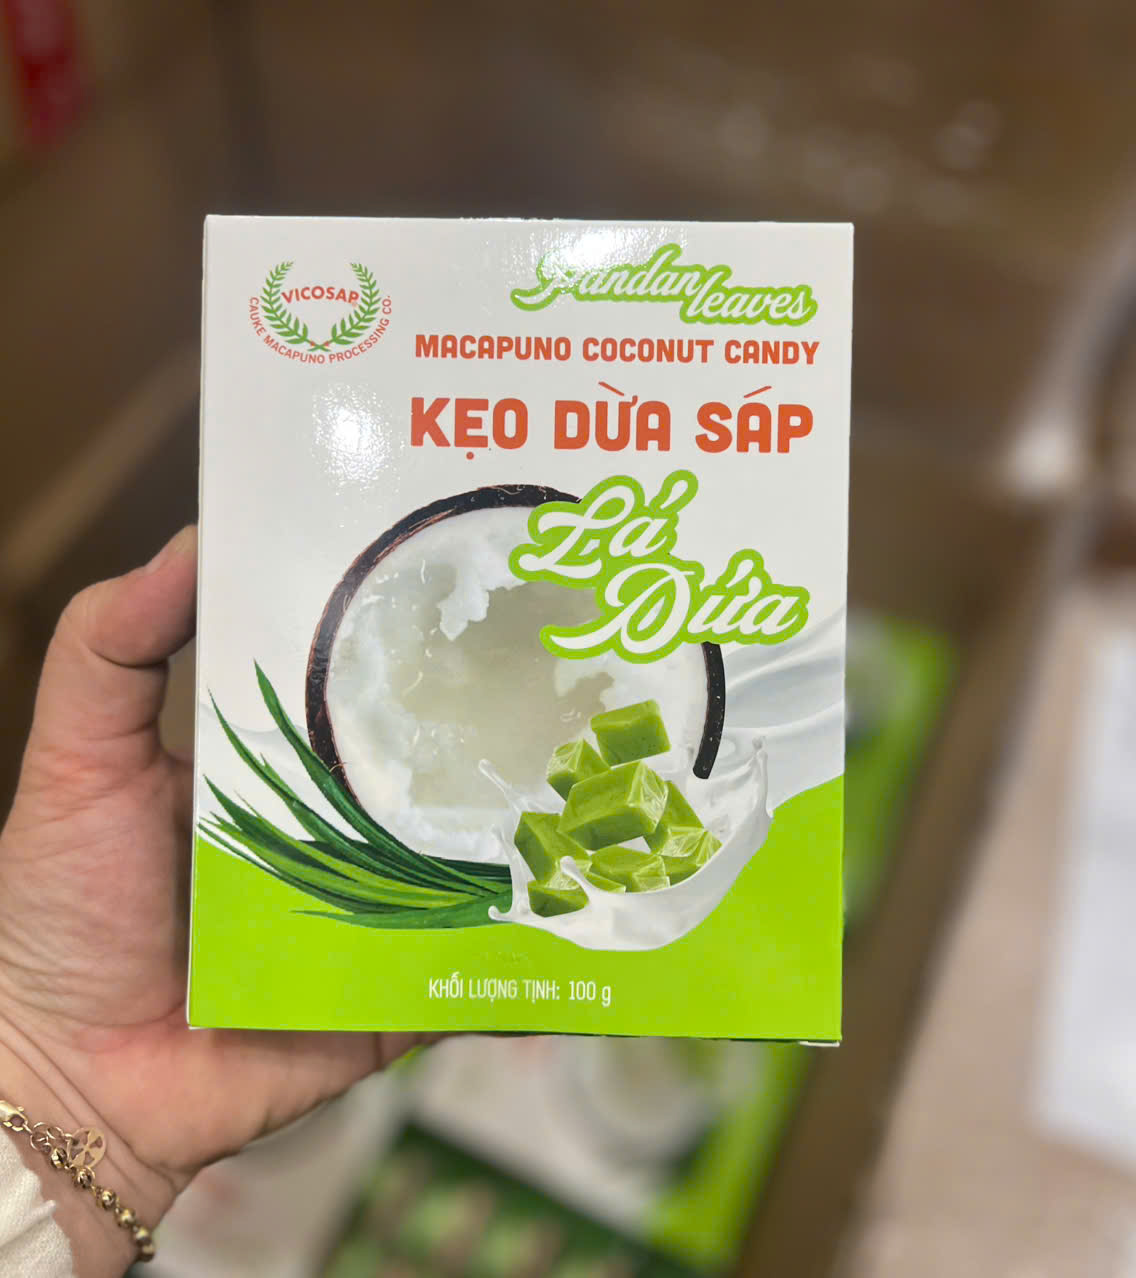 VICOSAP
CAUKE MACAPUNO PROCESSING CO.
Pandan
leaves
MACAPUNO COCONUT CANDY
KẸO DỪA SÁP
Lá
Dứa
KHỐI LƯỢNG TỊNH: 100 g